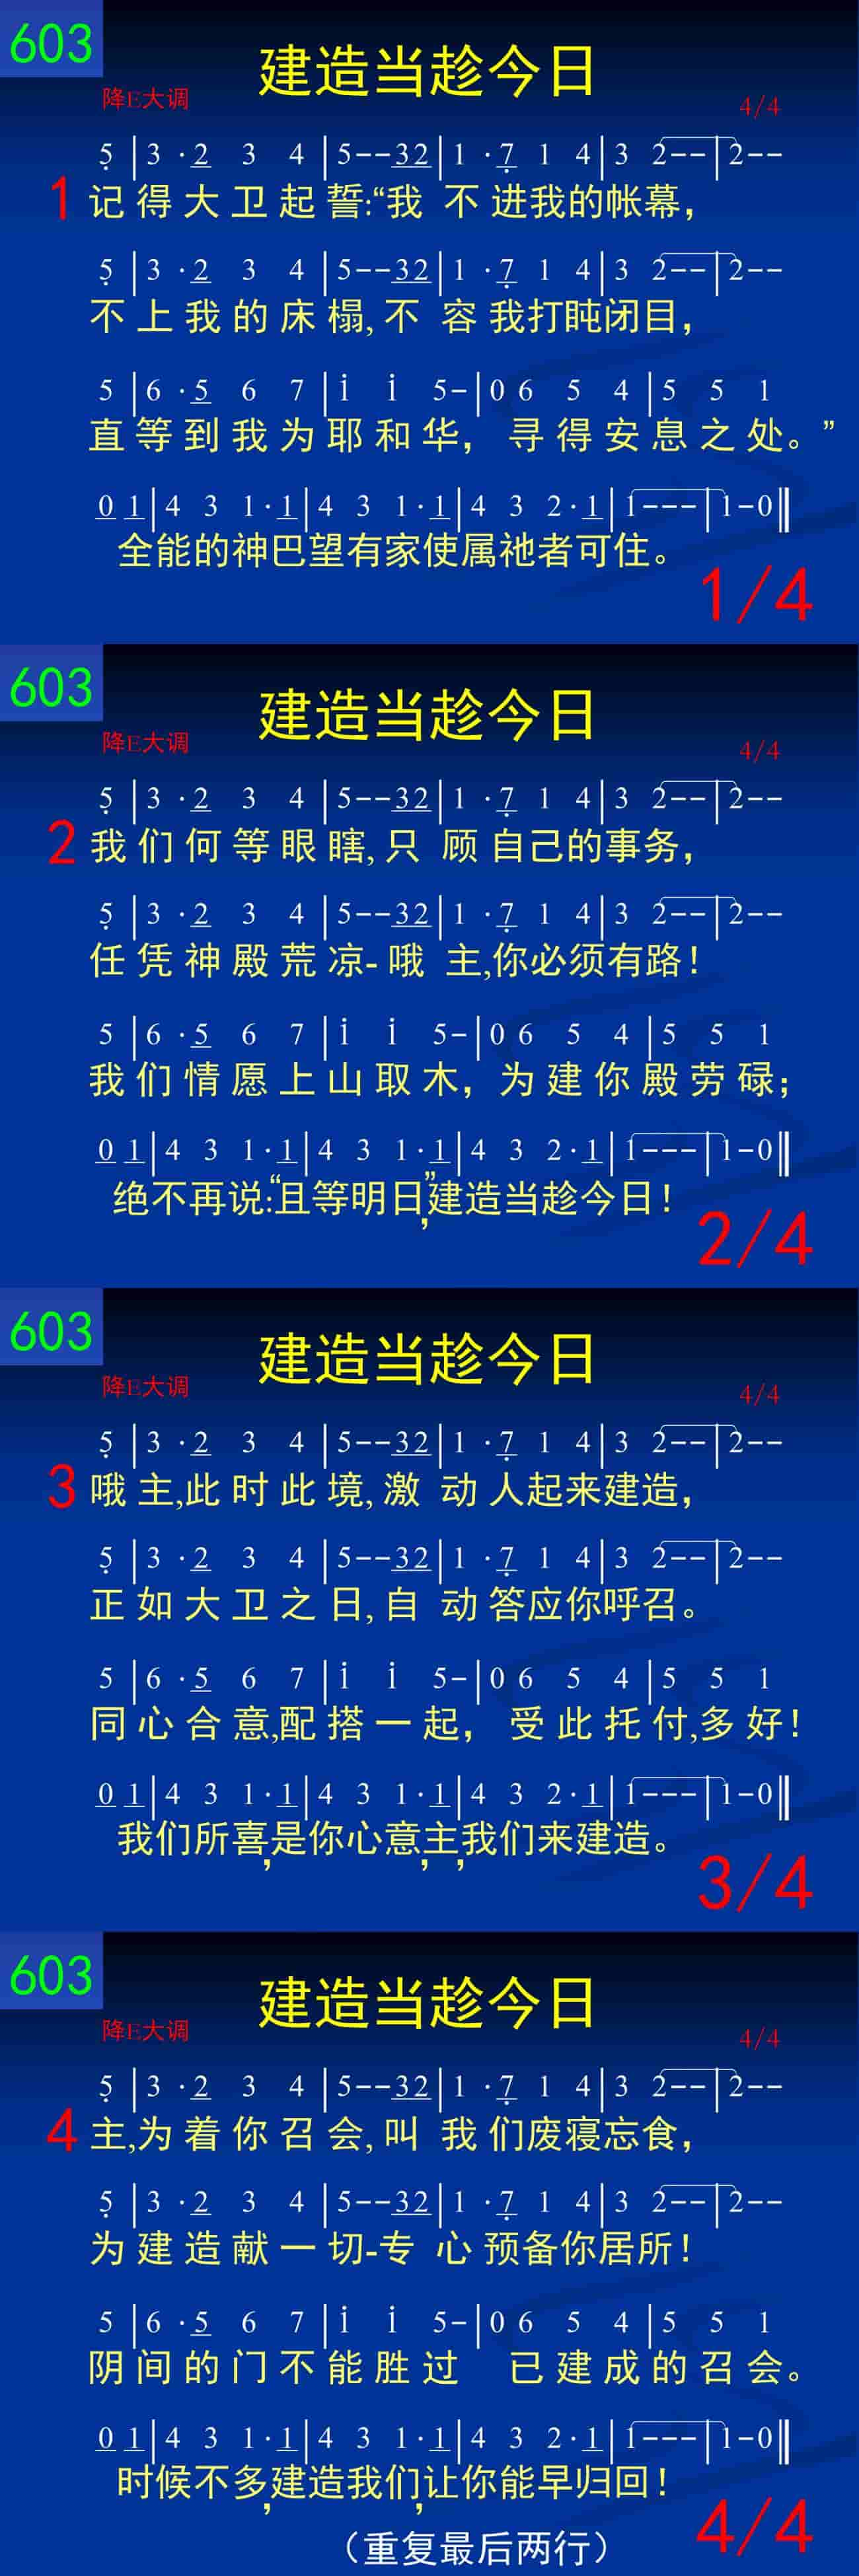 603
建造当趁今日
降E大调
4/4
5̣ |3 ·2 3 4 |5--32|1 ·7̣ 1 4|3 2--|2--
1 记得大卫起誓:“我 不进我的帐幕，
5̣ |3 ·2 3 4 |5--32|1 ·7̣ 1 4|3 2--|2--
不上我的床榻,不 容我打盹闭目，
5 |6 ·5 6 7 |i i 5-|0 6 5 4 |5 5 1
直等到我为耶和华， 寻得安息之处。”
0 1|4 3 1·1|4 3 1·1|4 3 2·1|1---|1-0‖
全能的神巴望有家使属祂者可住。
1/4
603
建造当趁今日
降E大调
4/4
5̣ |3 ·2 3 4 |5--32|1 ·7̣ 1 4|3 2--|2--
2 我们何等眼瞎,只 顾自己的事务，
5̣ |3 ·2 3 4 |5--32|1 ·7̣ 1 4|3 2--|2--
任凭神殿荒凉-哦 主,你必须有路！
5 |6 ·5 6 7 |i i 5-|0 6 5 4 |5 5 1
我们情愿上山取木，为建你殿劳碌；
0 1|4 3 1·1|4 3 1·1|4 3 2·1|1---|1-0‖
绝不再说:“且等明日”,建造当趁今日！
2/4
603
建造当趁今日
降E大调
4/4
5̣ |3 ·2 3 4 |5--32|1 ·7̣ 1 4|3 2--|2--
3 哦主,此时此境,激 动人起来建造，
5̣ |3 ·2 3 4 |5--32|1 ·7̣ 1 4|3 2--|2--
正如大卫之日,自 动答应你呼召。
5 |6 ·5 6 7 |i i 5-|0 6 5 4 |5 5 1
同心合意,配搭一起， 受此托付,多好！
0 1|4 3 1·1|4 3 1·1|4 3 2·1|1---|1-0‖
我们所喜,是你心意,主,我们来建造。
3/4
603
建造当趁今日
降E大调
4/4
5̣ |3 ·2 3 4 |5--32|1 ·7̣ 1 4|3 2--|2--
4 主,为着你召会,叫 我们废寝忘食，
5̣ |3 ·2 3 4 |5--32|1 ·7̣ 1 4|3 2--|2--
为建造献一切-专 心预备你居所！
5 |6 ·5 6 7 |i i 5-|0 6 5 4 |5 5 1
阴间的门不能胜过 已建成的召会。
0 1|4 3 1·1|4 3 1·1|4 3 2·1|1---|1-0‖
时候不多,建造我们,让你能早归回！
（重复最后两行）
4/4